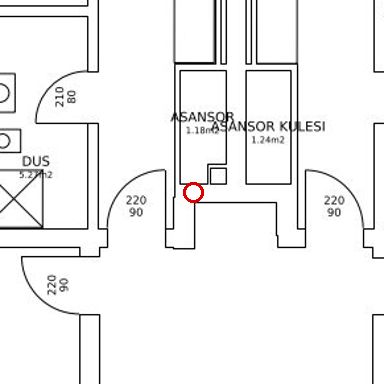 210
80
ASANSOR
1.18m2
ASANSOR KULESI
1.24m2
DUS
5.27m2
220
90
220
90
220
90